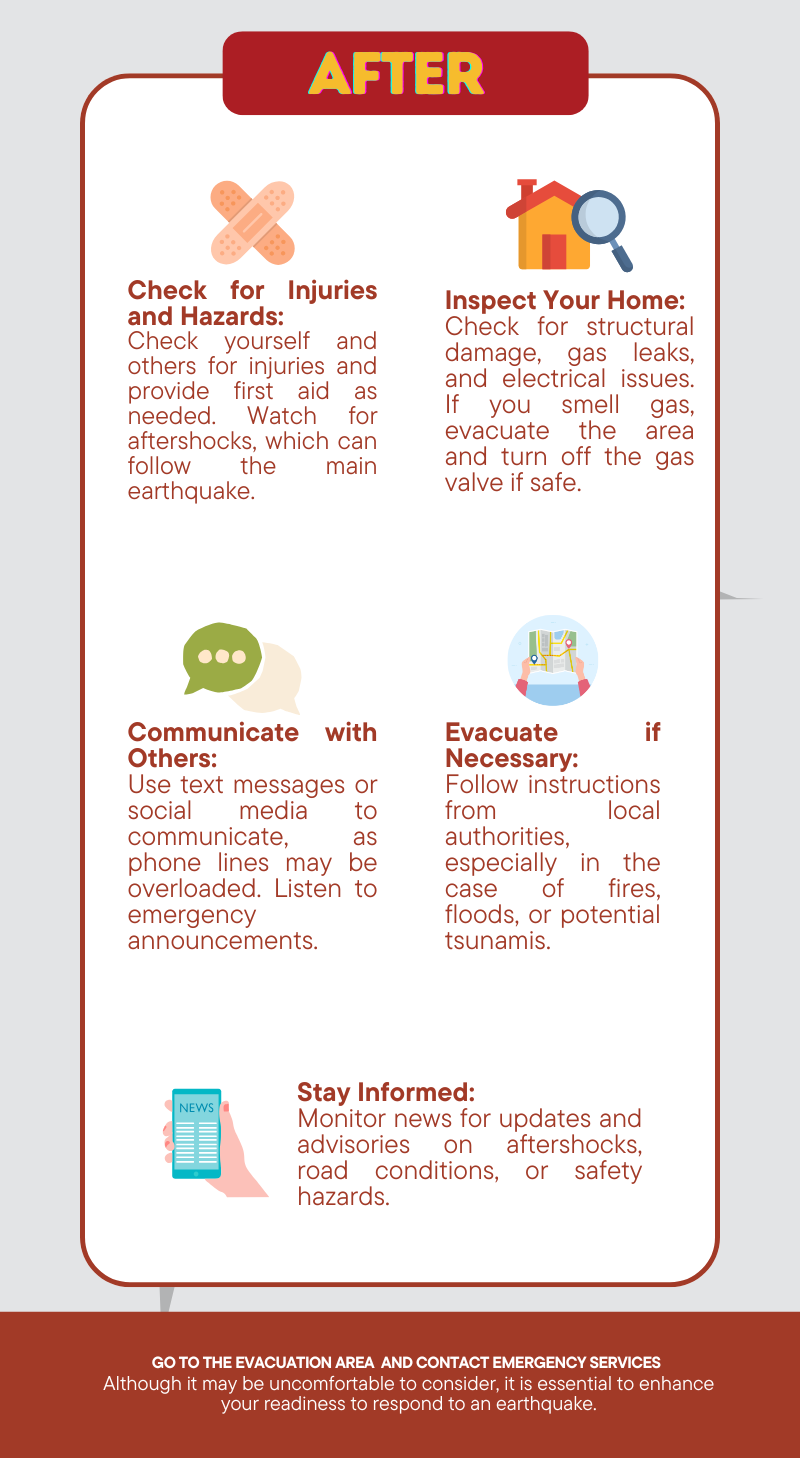 AFTER
Check for Injuries
and Hazards:
Check yourself and
others for injuries and
provide first aid as
needed. Watch for
aftershocks, which can
follow the main
earthquake.
Inspect Your Home:
Check for structural
damage, gas leaks,
and electrical issues.
If you smell gas,
evacuate the area
and turn off the gas
valve if safe.
Communicate with
Others:
Use text messages or
social media to
communicate, as
phone lines may be
overloaded. Listen to
emergency
announcements.
Evacuate if
Necessary:
Follow instructions
from local
authorities,
especially in the
case of fires,
floods, or potential
tsunamis.
NEWS
Stay Informed:
Monitor news for updates and
advisories on aftershocks,
road conditions, or safety
hazards.
GO TO THE EVACUATION AREA AND CONTACT EMERGENCY SERVICES
Although it may be uncomfortable to consider, it is essential to enhance
your readiness to respond to an earthquake.